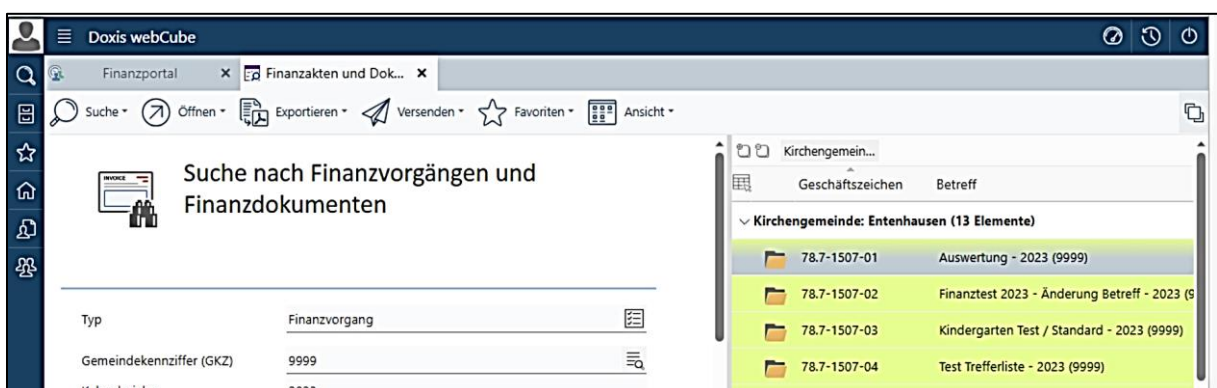 Doxis webCube
Finanzportal
Finanzakten und Dok...
Suche
Öffnen
Exportieren
Versenden
Favoriten
Ansicht
INVOICE
Suche nach Finanzvorgängen und
Finanzdokumenten
Typ Finanzvorgang
Gemeindekennziffer (GKZ) 9999
Kirchengemein...
Geschäftszeichen Betreff
Kirchengemeinde: Entenhausen (13 Elemente)
78.7-1507-01 Auswertung - 2023 (9999)
78.7-1507-02 Finanztest 2023 - Änderung Betreff - 2023 (9
78.7-1507-03 Kindergarten Test / Standard - 2023 (9999)
78.7-1507-04 Test Trefferliste - 2023 (9999)